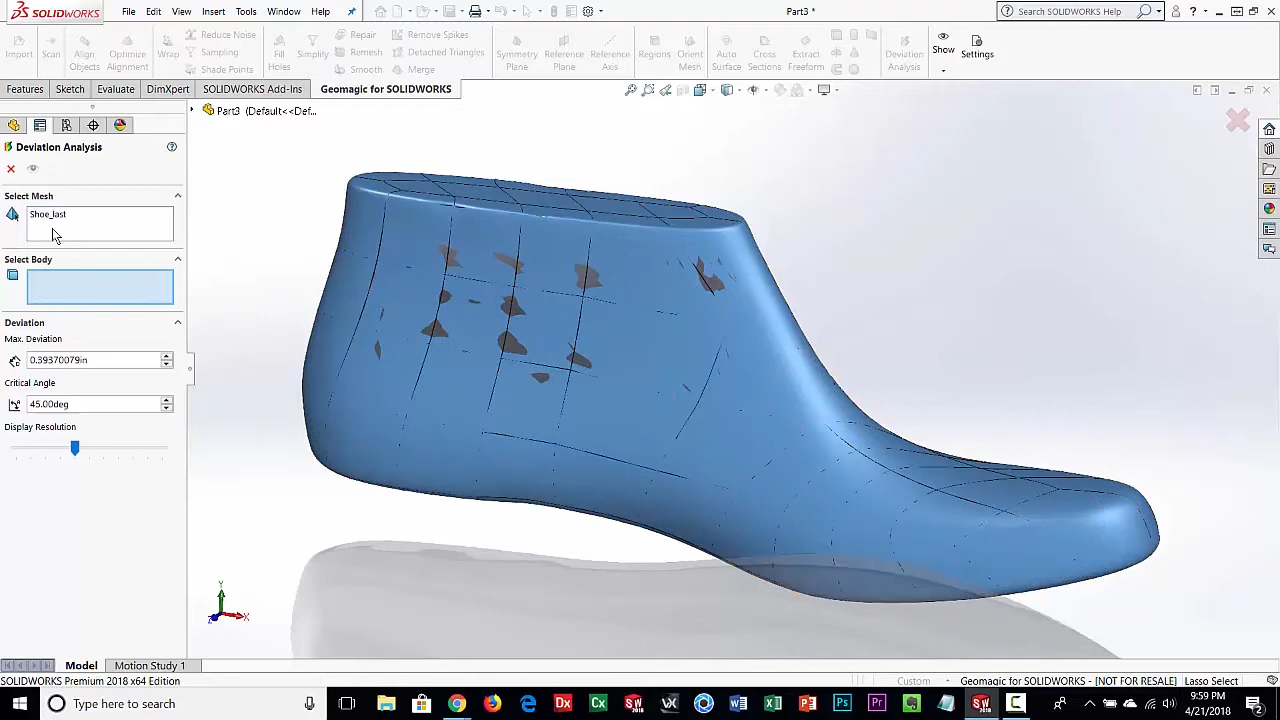 SOLIDWORKS
File
Edit
View
Insert
Tools
Window
Help
Part3 *
Search SOLIDWORKS Help
Import
Scan
Align Objects
Optimize Alignment
Wrap
Reduce Noise
Sampling
Shade Points
Fill Holes
Simplify
Repair
Remesh
Smooth
Remove Spikes
Detached Triangles
Merge
Symmetry Plane
Reference Plane
Reference Axis
Regions
Orient Mesh
Auto Surface
Cross Sections
Extract Freeform
Deviation Analysis
Show
Settings
Features
Sketch
Evaluate
DimXpert
SOLIDWORKS Add-Ins
Geomagic for SOLIDWORKS
Part3 (Default<<Def...
Deviation Analysis
Select Mesh
Shoe_last
Select Body
Deviation
Max. Deviation
0.39370079in
Critical Angle
45.00deg
Display Resolution
Y
X
Z
Model
Motion Study 1
SOLIDWORKS Premium 2018 x64 Edition
Custom
Geomagic for SOLIDWORKS - [NOT FOR RESALE]
Lasso Select
Type here to search
9:59 PM
4/21/2018